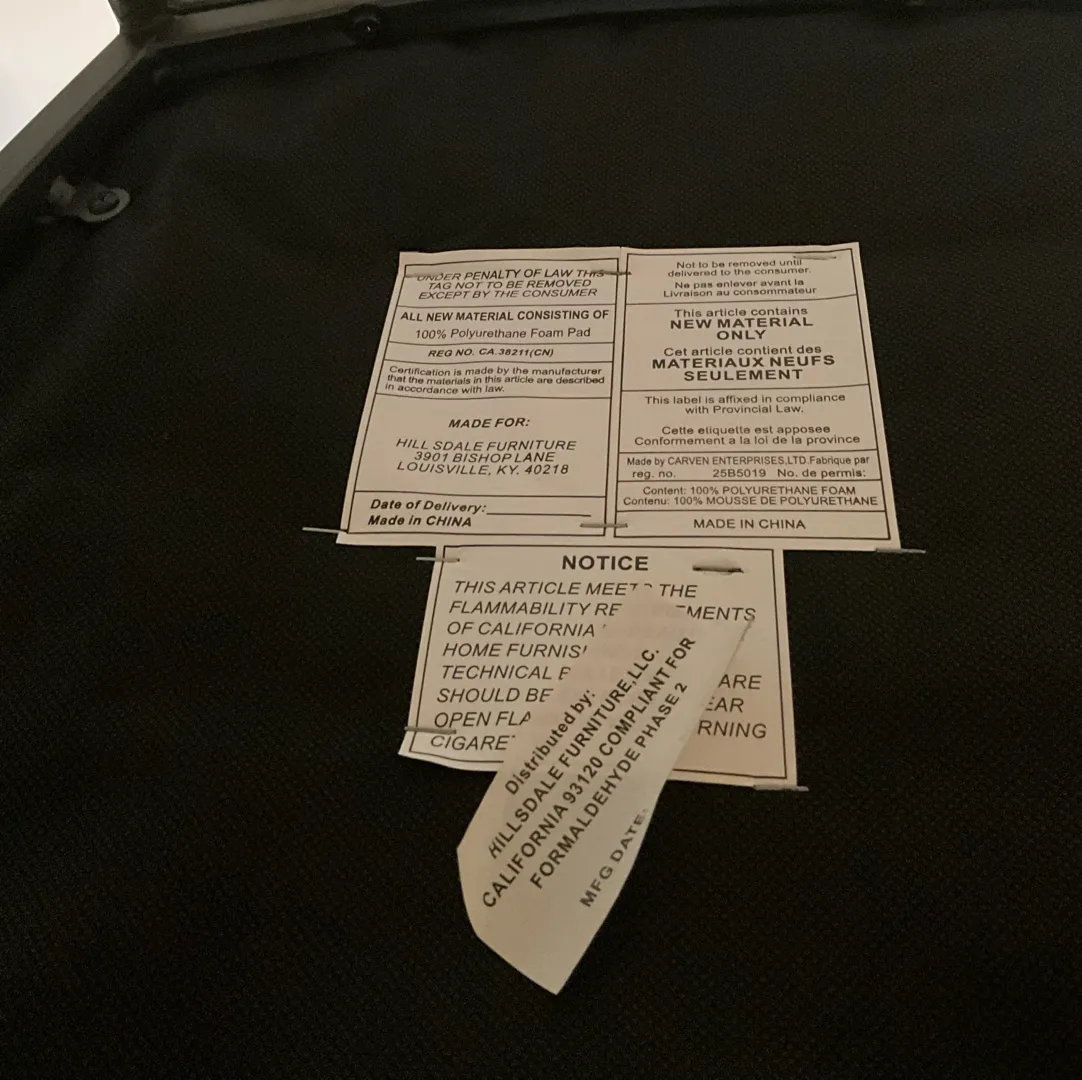 UNDER PENALTY OF LAW THIS
TAG NOT TO BE REMOVED
EXCEPT BY THE CONSUMER
ALL NEW MATERIAL CONSISTING OF
100% Polyurethane Foam Pad
REG NO. CA.38211(CN)
Certification is made by the manufacturer
that the materials in this article are described
in accordance with law.
MADE FOR:
HILLSDALE FURNITURE
3901 BISHOP LANE
LOUISVILLE, KY. 40218
Date of Delivery:
Made in CHINA
Not to be removed until
delivered to the consumer.
Ne pas enlever avant la
Livraison au consommateur
This article contains
NEW MATERIAL
ONLY
Cet article contient des
MATERIAUX NEUFS
SEULEMENT
This label is affixed in compliance
with Provincial Law.
Cette etiquette est apposee
Conformement a la loi de la province
Made by CARVEN ENTERPRISES,LTD.Fabrique par
reg. no. 25B5019 No. de permis:
Content: 100% POLYURETHANE FOAM
Contenu: 100% MOUSSE DE POLYURETHANE
MADE IN CHINA
NOTICE
THIS ARTICLE MEETS THE
FLAMMABILITY RE MENTS
OF CALIFORNIA
HOME FURNIS
TECHNICAL ARE
SHOULD BE EAR
OPEN FLA RNING
CIGARE
Distributed by:
HILLSDALE FURNITURE,LLC.
CALIFORNIA 93120 COMPLIANT FOR
FORMALDEHYDE PHASE 2
MFG DATE.